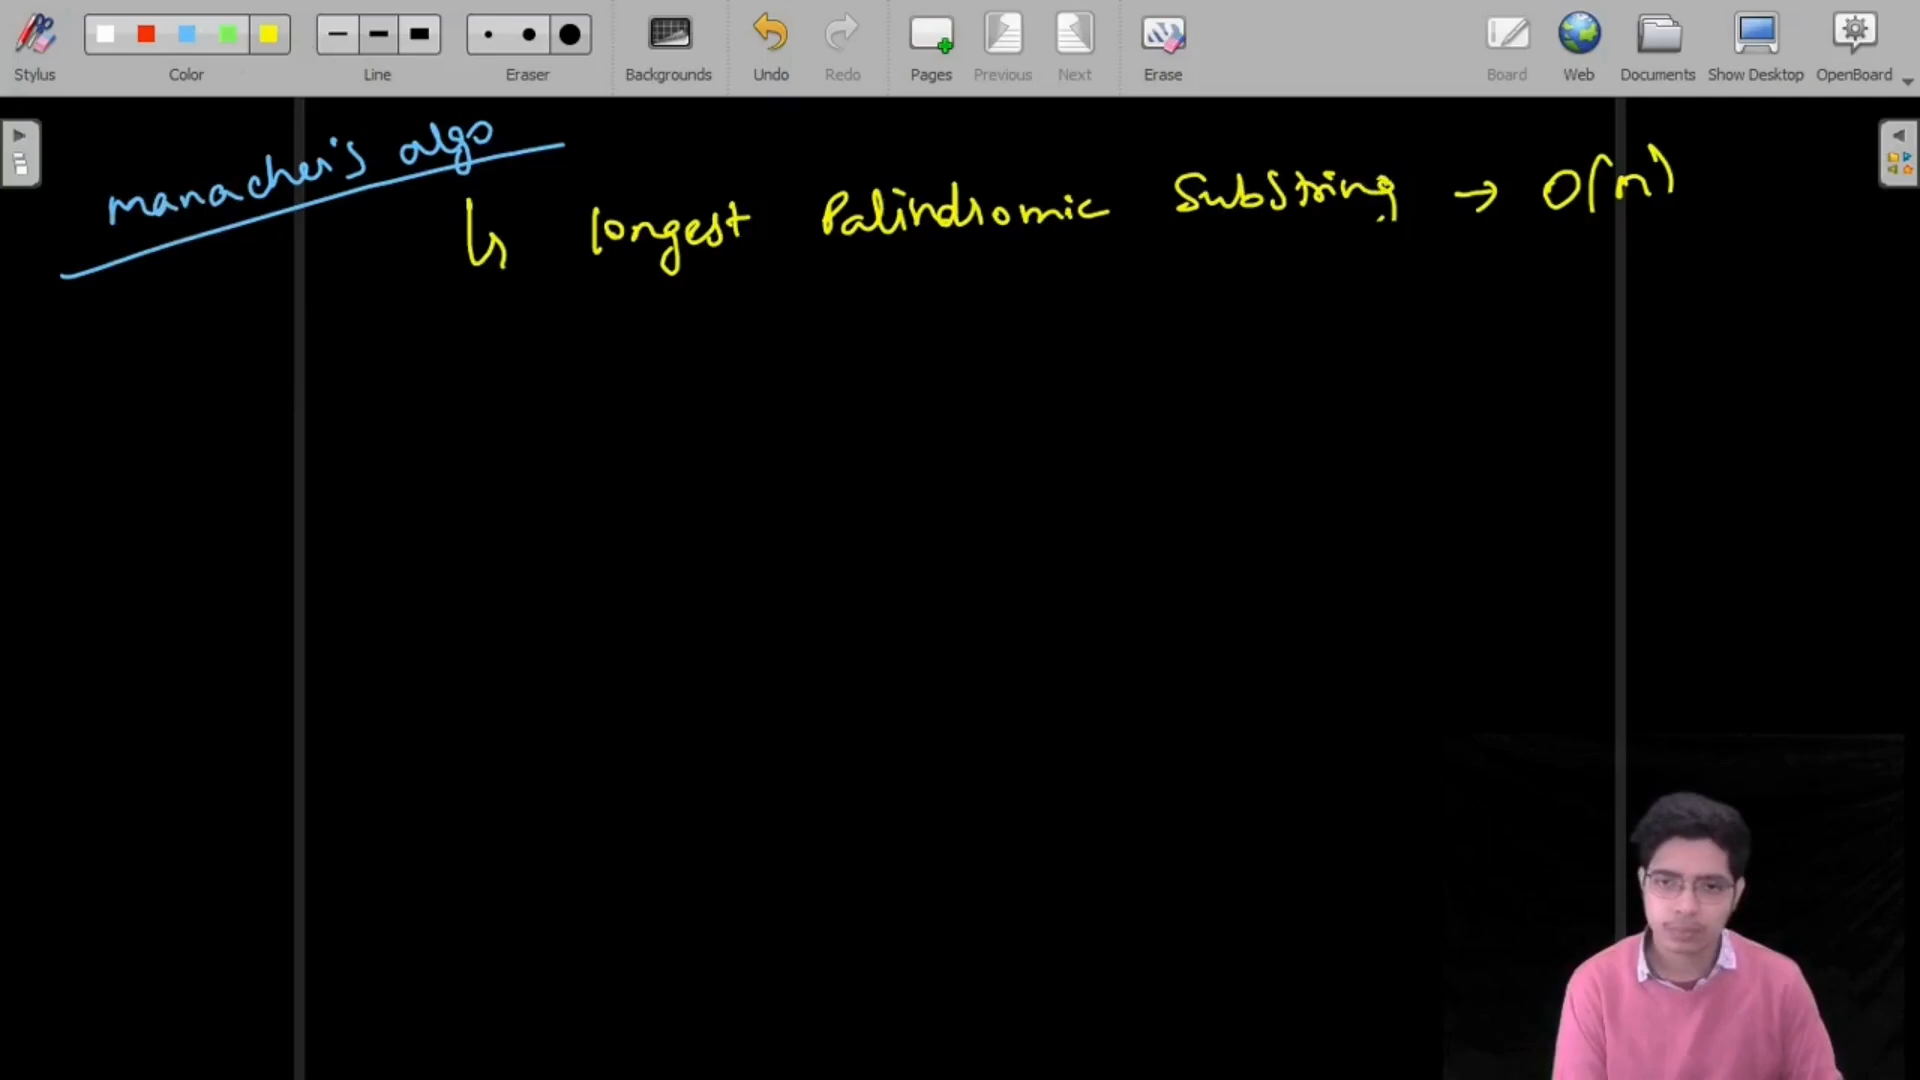 Stylus
Color
Line
Eraser
Backgrounds
Undo
Redo
Pages
Previous
Next
Erase
Board
Web
Documents
Show Desktop
OpenBoard
manacher's algo
↳ longest Palindromic Substring → O(n)